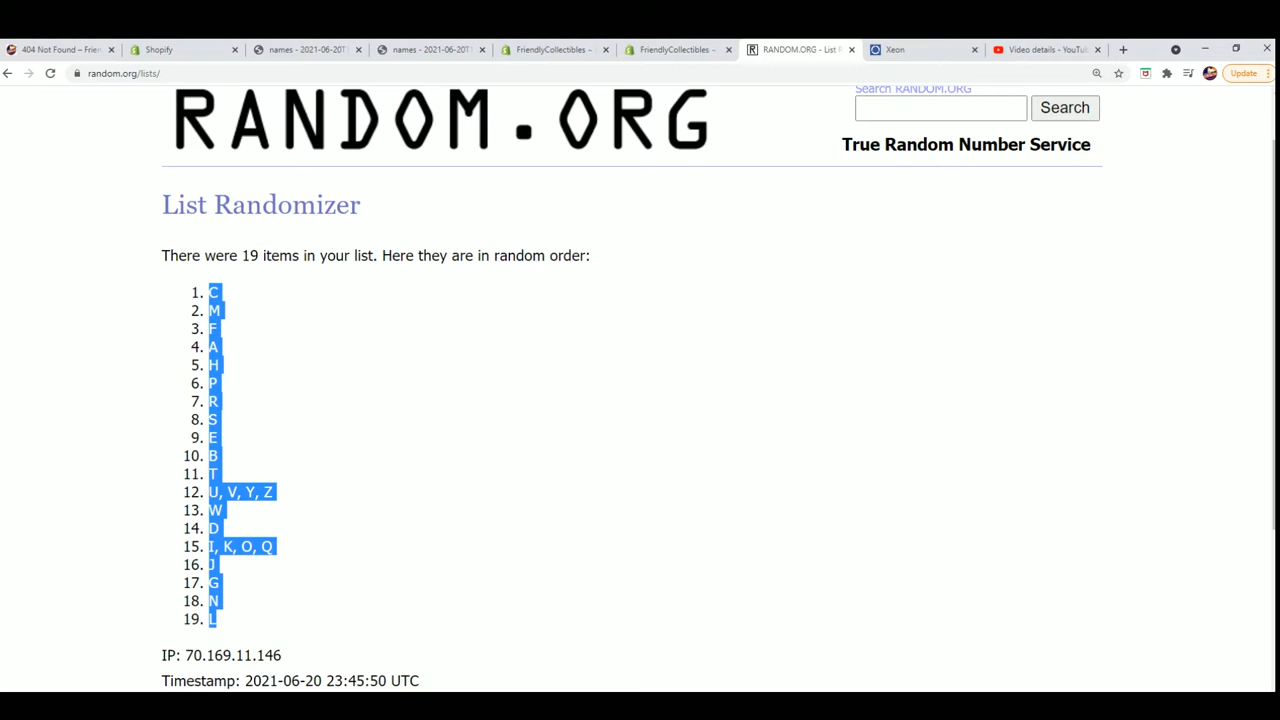 404 Not Found – Frien
Shopify
names - 2021-06-20T
names - 2021-06-20T
FriendlyCollectibles –
FriendlyCollectibles –
RANDOM.ORG - List R
Xeon
Video details - YouTub
random.org/lists/
Update
RANDOM.ORG
Search RANDOM.ORG
Search
True Random Number Service
List Randomizer
There were 19 items in your list. Here they are in random order:
1. C
2. M
3. F
4. A
5. H
6. P
7. R
8. S
9. E
10. B
11. T
12. U, V, Y, Z
13. W
14. D
15. I, K, O, Q
16. J
17. G
18. N
19. L
IP: 70.169.11.146
Timestamp: 2021-06-20 23:45:50 UTC